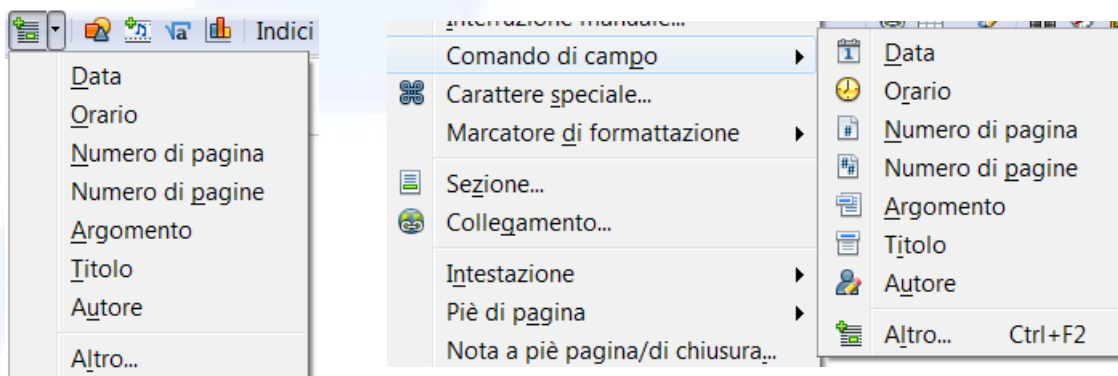 Indici
Data
Orario
Numero di pagina
Numero di pagine
Argomento
Titolo
Autore
Altro...
Interruzione manuale...
Comando di campo
Carattere speciale...
Marcatore di formattazione
Sezione...
Collegamento...
Intestazione
Piè di pagina
Nota a piè pagina/di chiusura...
Data
Orario
Numero di pagina
Numero di pagine
Argomento
Titolo
Autore
Altro... Ctrl+F2